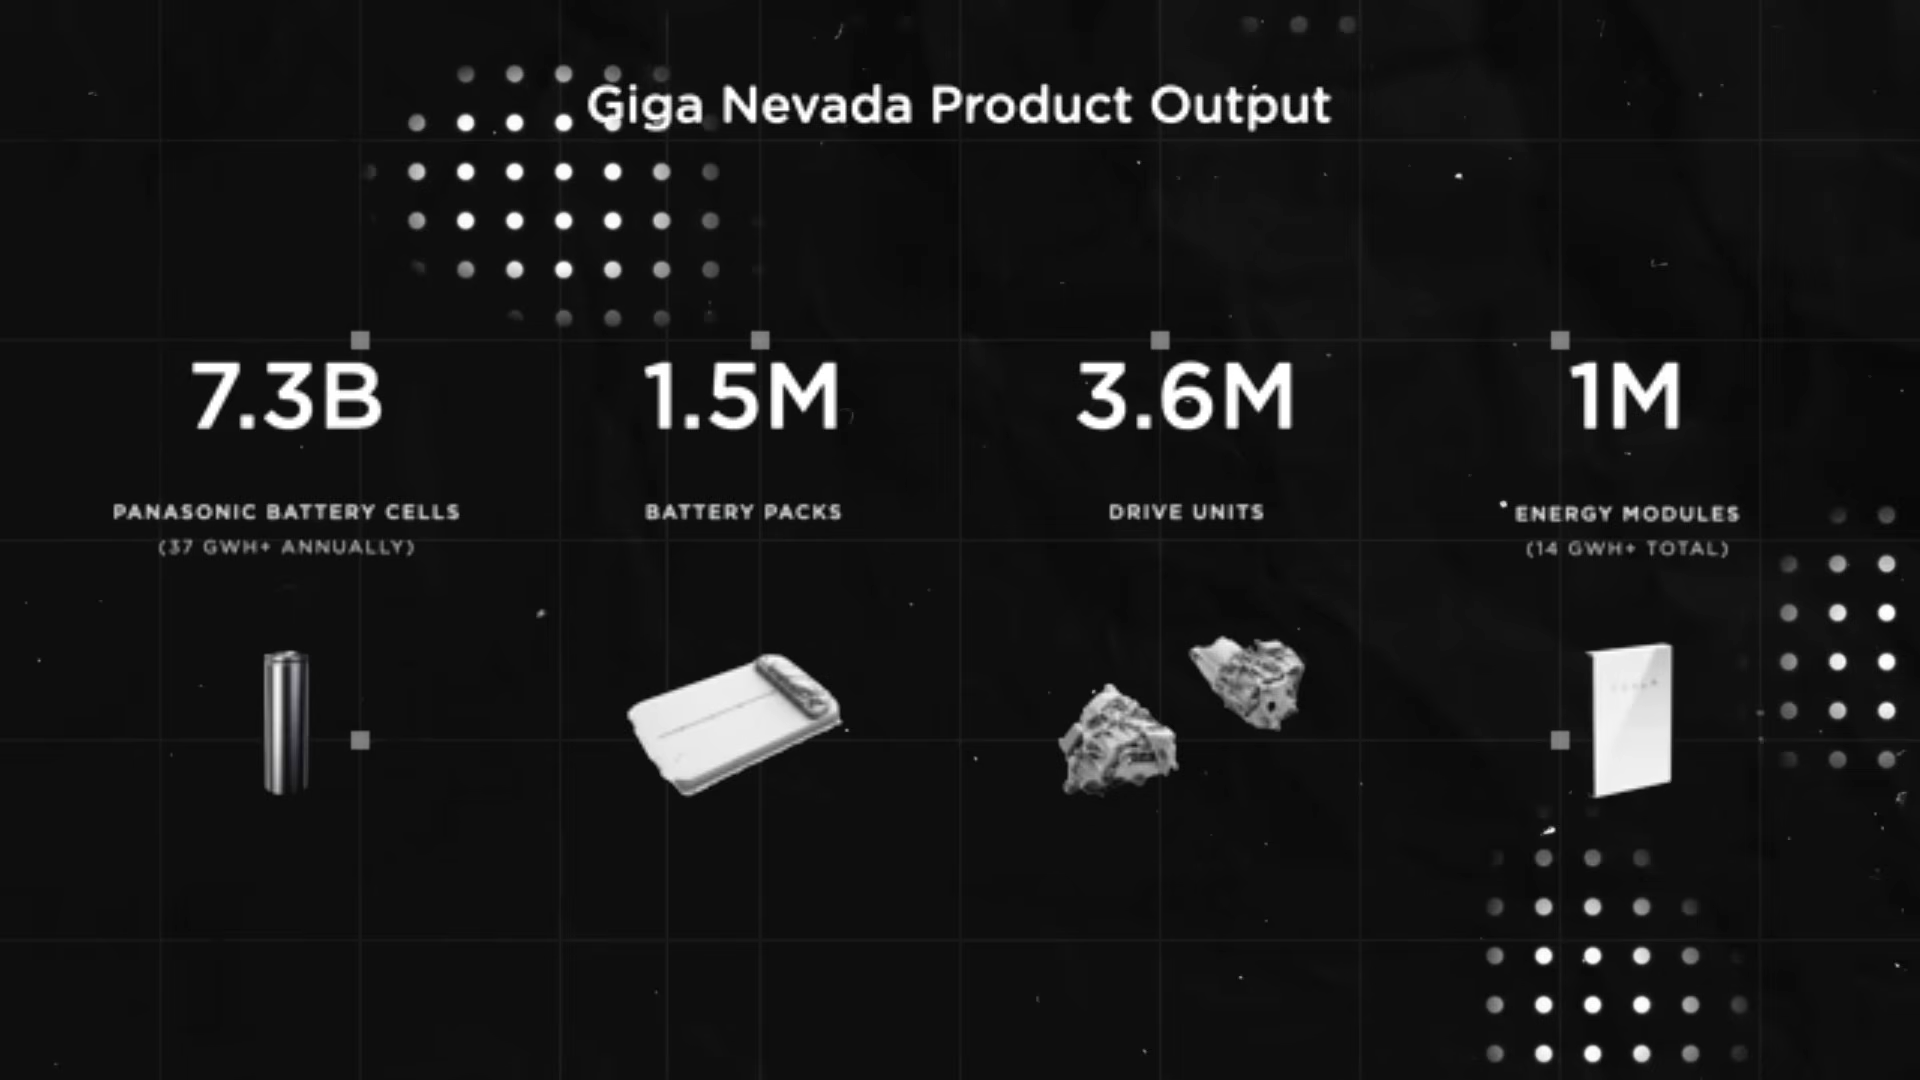 Giga Nevada Product Output
7.3B
PANASONIC BATTERY CELLS
(37 GWH+ ANNUALLY)
1.5M
BATTERY PACKS
3.6M
DRIVE UNITS
1M
ENERGY MODULES
(14 GWH+ TOTAL)